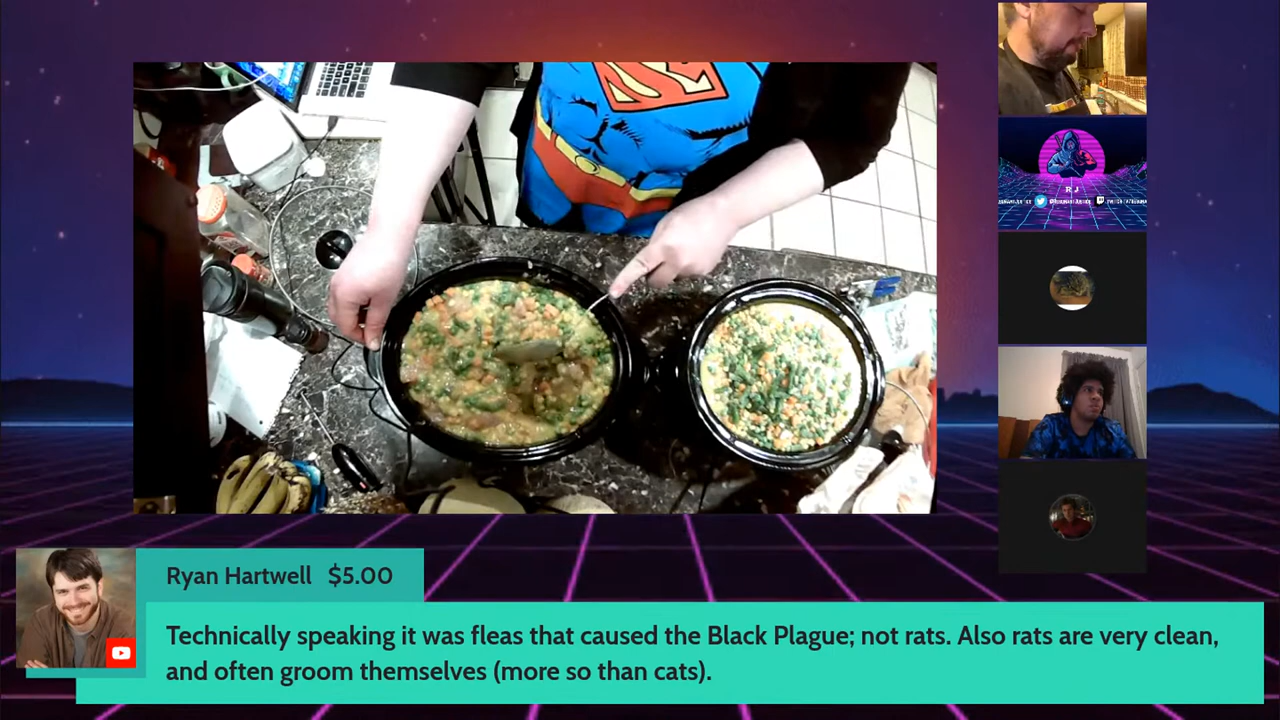 R J
Ryan Hartwell $5.00
Technically speaking it was fleas that caused the Black Plague; not rats. Also rats are very clean,
and often groom themselves (more so than cats).